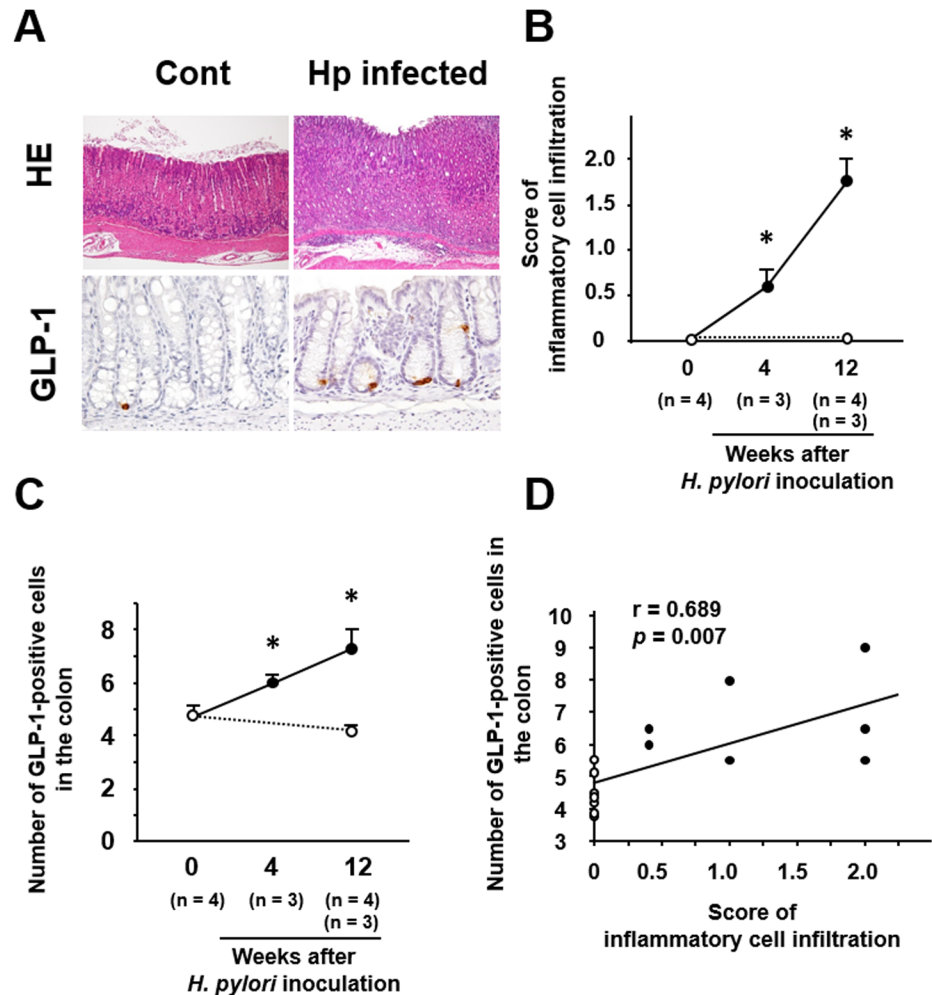 A
Cont
Hp infected
HE
GLP-1
B
Score of
inflammatory cell infiltration
2.0
1.5
1.0
0.5
0
*
*
0
4
12
(n = 4)
(n = 3)
(n = 4)
(n = 3)
Weeks after
H. pylori inoculation
C
Number of GLP-1-positive cells
in the colon
8
6
4
2
0
*
*
0
4
12
(n = 4)
(n = 3)
(n = 4)
(n = 3)
Weeks after
H. pylori inoculation
D
Number of GLP-1-positive cells in
the colon
10
9
8
7
6
5
4
3
r = 0.689
p = 0.007
0
0.5
1.0
1.5
2.0
Score of
inflammatory cell infiltration